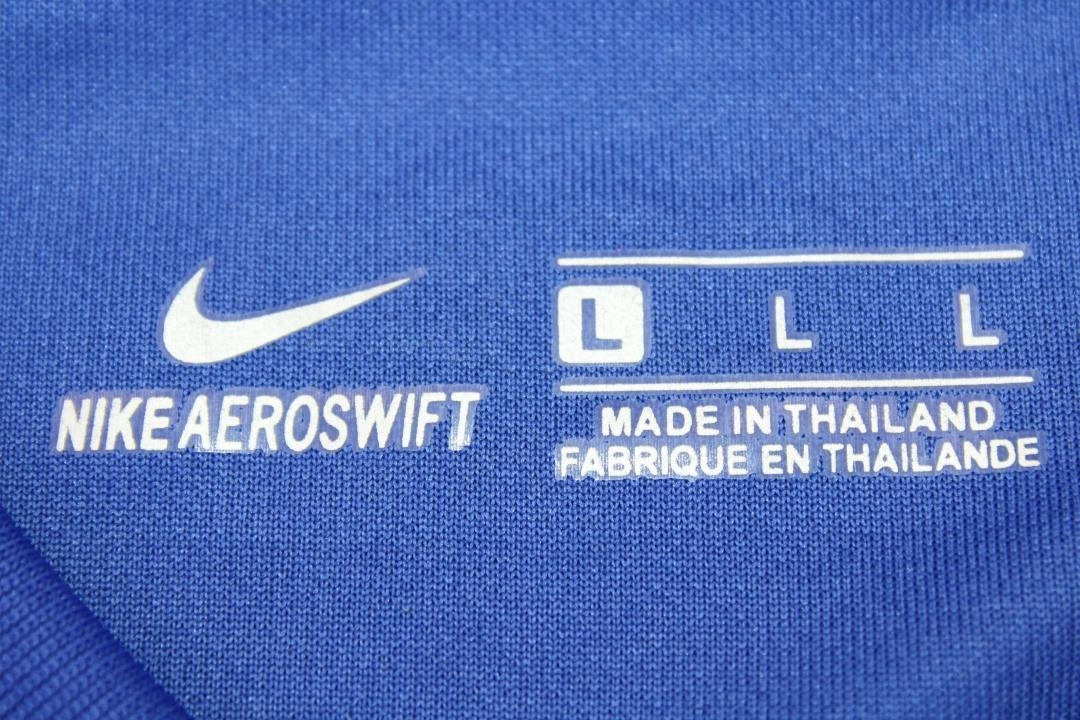 NIKE AEROSWIFT
L L L
MADE IN THAILAND
FABRIQUE EN THAILANDE